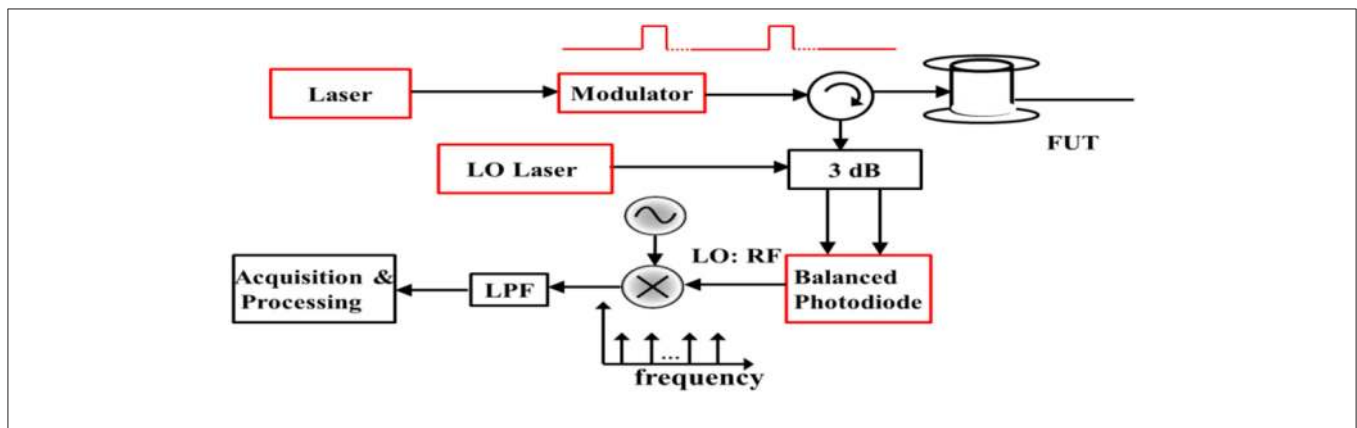 Laser
Modulator
FUT
LO Laser
3 dB
LO: RF
Balanced
Photodiode
LPF
Acquisition &
Processing
...
frequency